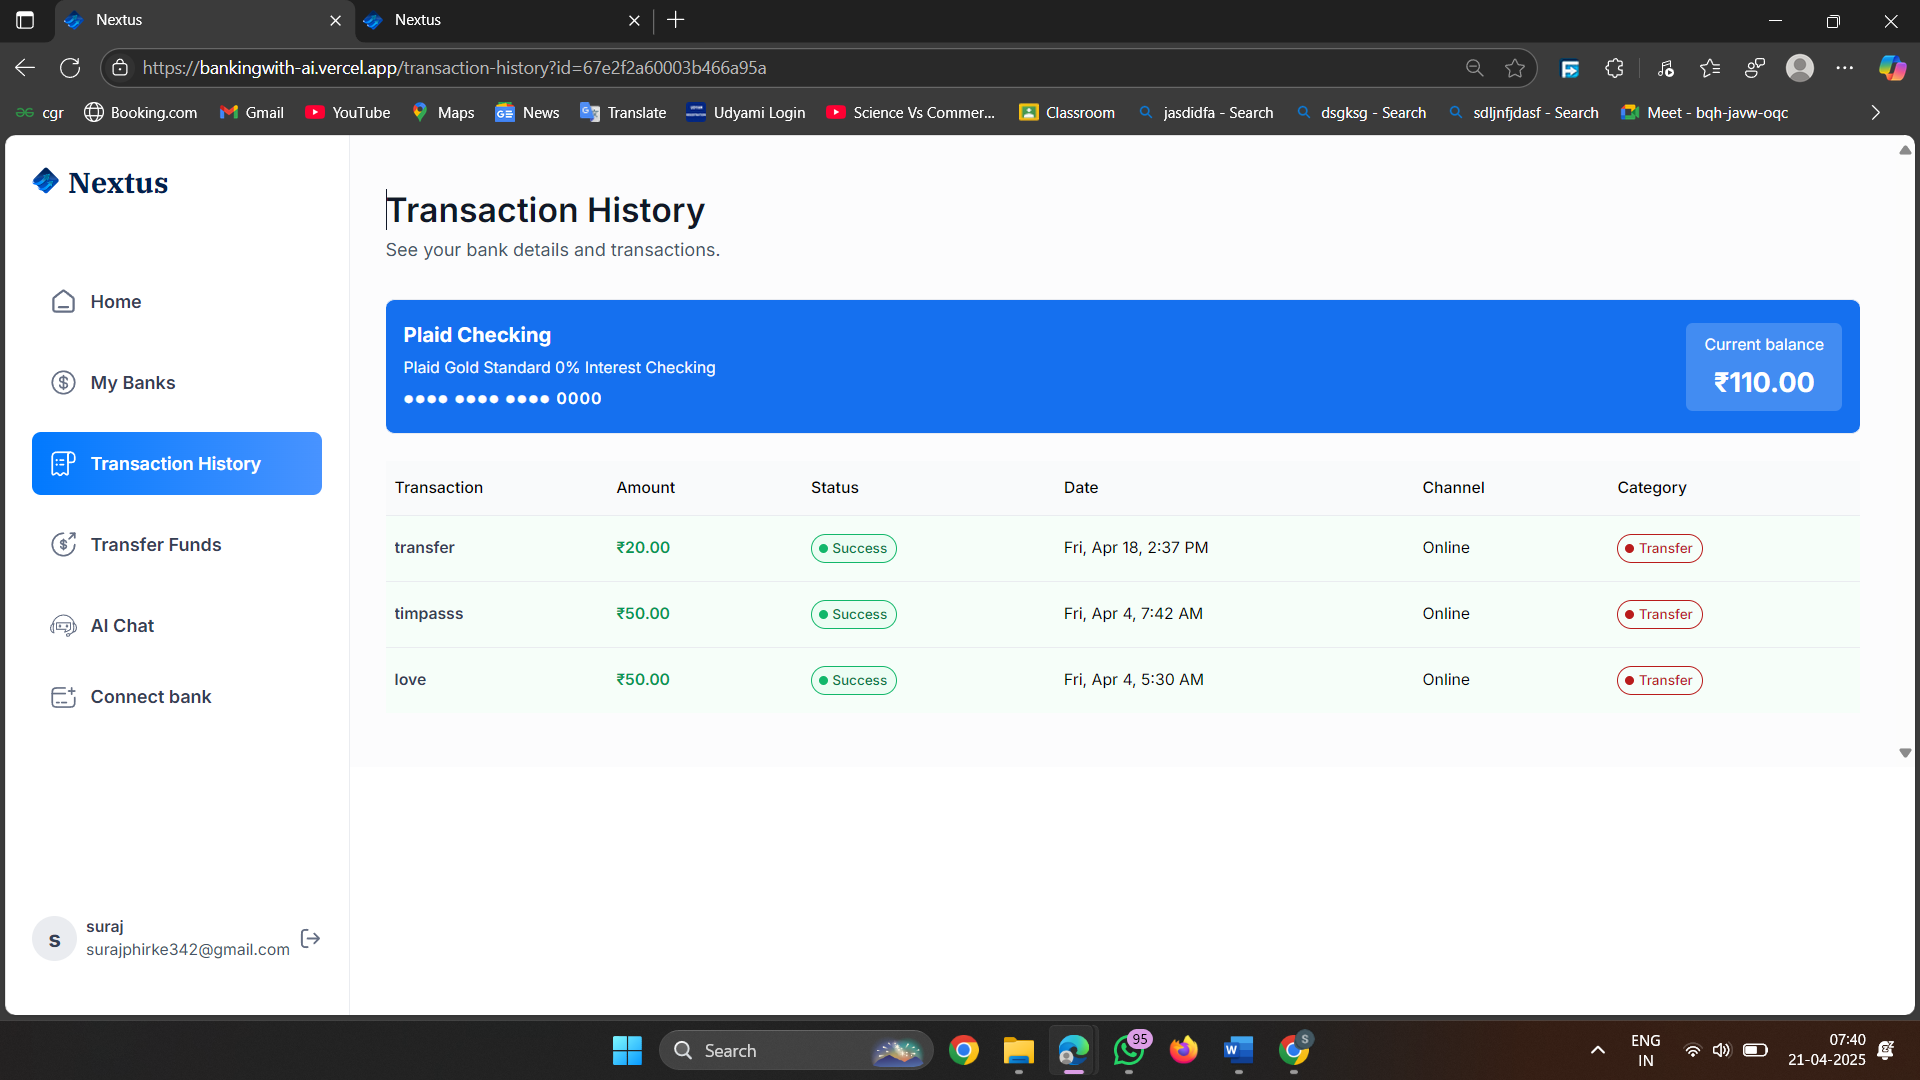 Nextus
Nextus
https://bankingwith-ai.vercel.app/transaction-history?id=67e2f2a60003b466a95a
cgr
Booking.com
Gmail
YouTube
Maps
News
Translate
Udyami Login
Science Vs Commer...
Classroom
jasdidfa - Search
dsgksg - Search
sdljnfjdasf - Search
Meet - bqh-javw-oqc
Nextus
Home
My Banks
Transaction History
Transfer Funds
AI Chat
Connect bank
s
suraj
surajphirke342@gmail.com
Transaction History
See your bank details and transactions.
Plaid Checking
Plaid Gold Standard 0% Interest Checking
●●●● ●●●● ●●●● 0000
Current balance
₹110.00
Transaction Amount Status Date Channel Category
transfer ₹20.00 Success Fri, Apr 18, 2:37 PM Online Transfer
timpasss ₹50.00 Success Fri, Apr 4, 7:42 AM Online Transfer
love ₹50.00 Success Fri, Apr 4, 5:30 AM Online Transfer
Search
95
W
S
ENG
IN
07:40
21-04-2025